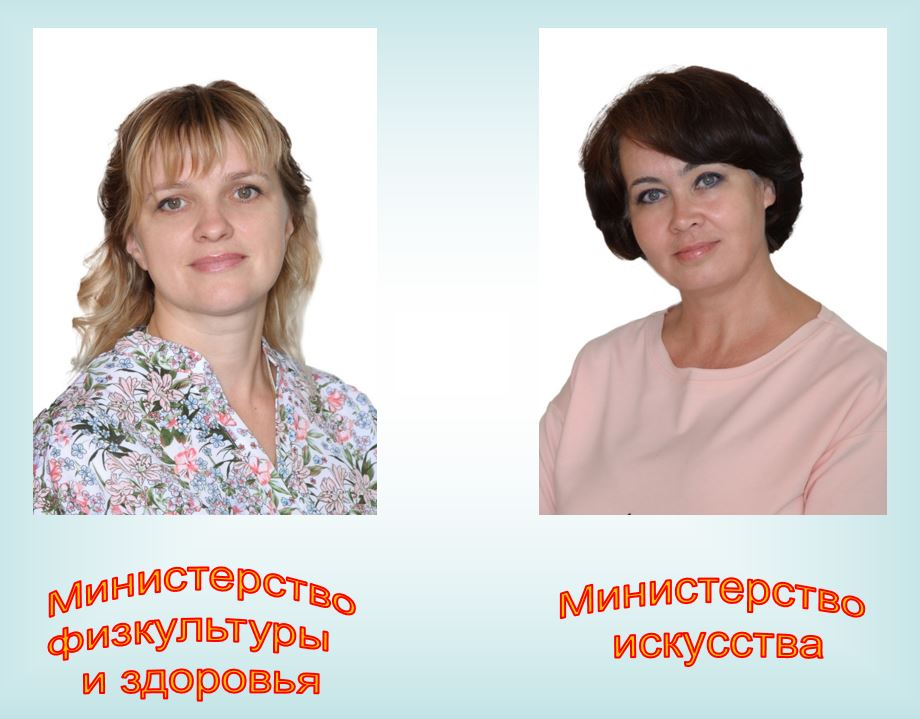 Министерство
физкультуры
и здоровья
Министерство
искусства